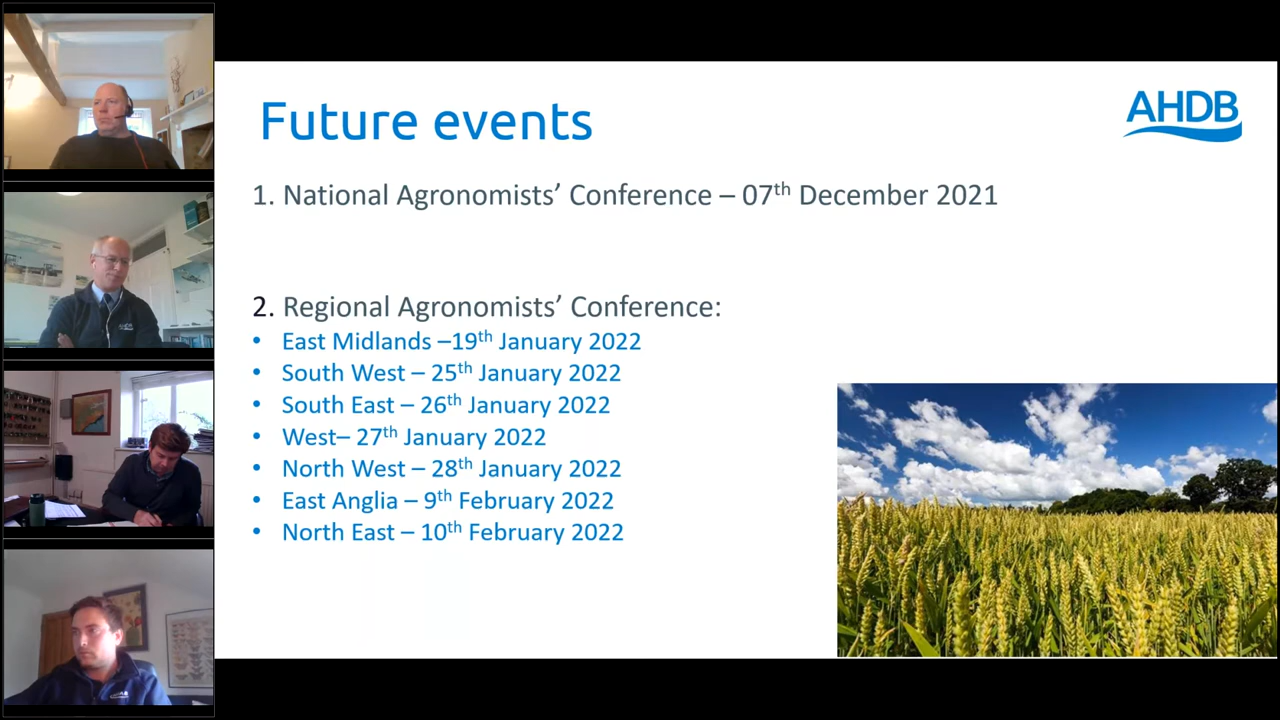 Future events
AHDB
1. National Agronomists’ Conference – 07th December 2021
2. Regional Agronomists’ Conference:
• East Midlands –19th January 2022
• South West – 25th January 2022
• South East – 26th January 2022
• West– 27th January 2022
• North West – 28th January 2022
• East Anglia – 9th February 2022
• North East – 10th February 2022
AHDB